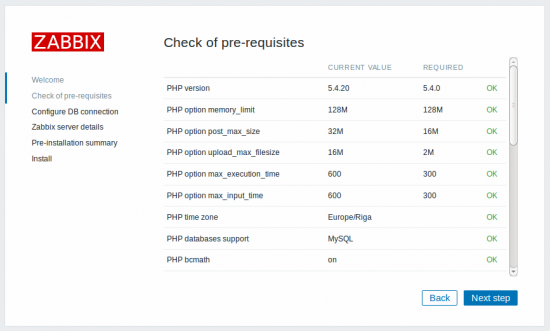 ZABBIX
Welcome
Check of pre-requisites
Configure DB connection
Zabbix server details
Pre-installation summary
Install
Check of pre-requisites
CURRENT VALUE REQUIRED
PHP version 5.4.20 5.4.0 OK
PHP option memory_limit 128M 128M OK
PHP option post_max_size 32M 16M OK
PHP option upload_max_filesize 16M 2M OK
PHP option max_execution_time 600 300 OK
PHP option max_input_time 600 300 OK
PHP time zone Europe/Riga OK
PHP databases support MySQL OK
PHP bcmath on OK
Back Next step